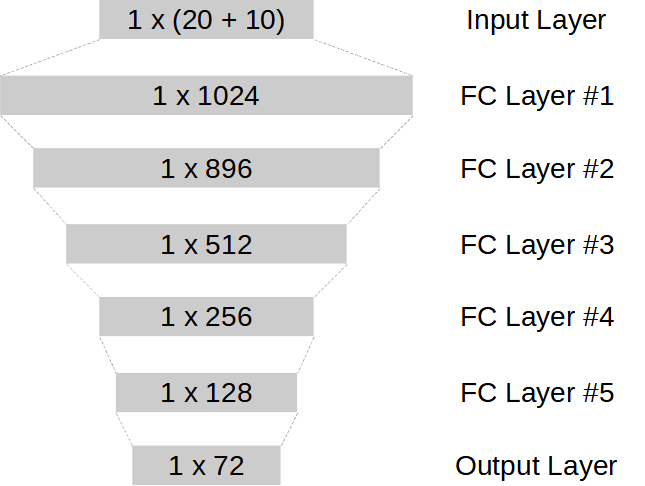 1 x (20 + 10) Input Layer
1 x 1024 FC Layer #1
1 x 896 FC Layer #2
1 x 512 FC Layer #3
1 x 256 FC Layer #4
1 x 128 FC Layer #5
1 x 72 Output Layer